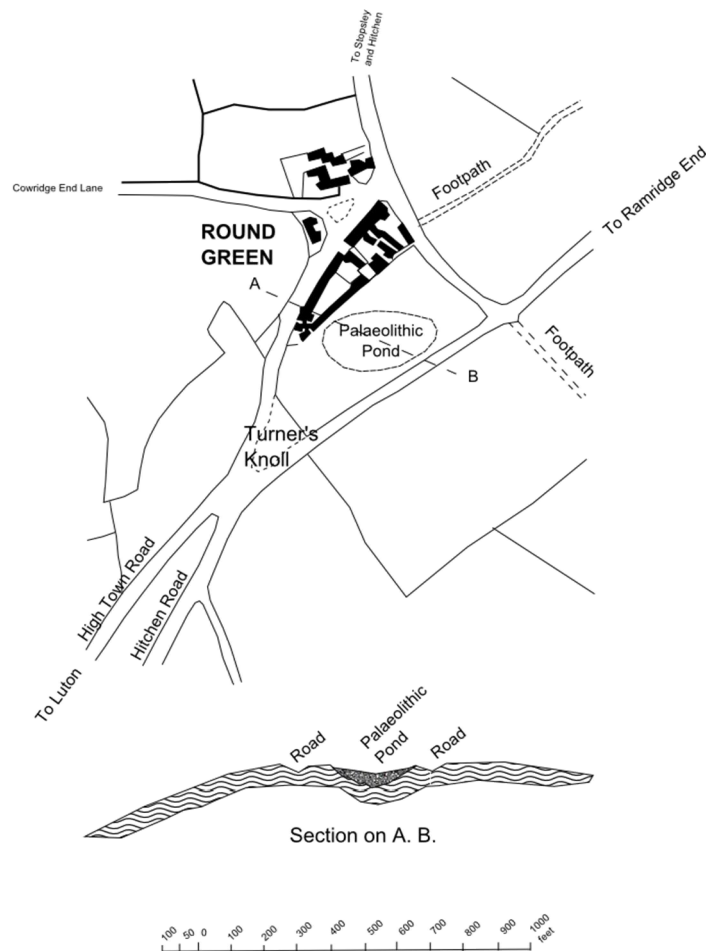 To Stopsley
and Hitchen
Footpath
To Ramridge End
Cowridge End Lane
ROUND
GREEN
A
Palaeolithic
Pond
B
Footpath
Turner's
Knoll
High Town Road
Hitchen Road
To Luton
Road
Palaeolithic
Pond
Road
Section on A. B.
100 50 0 100 200 300 400 500 600 700 800 900 1000
feet